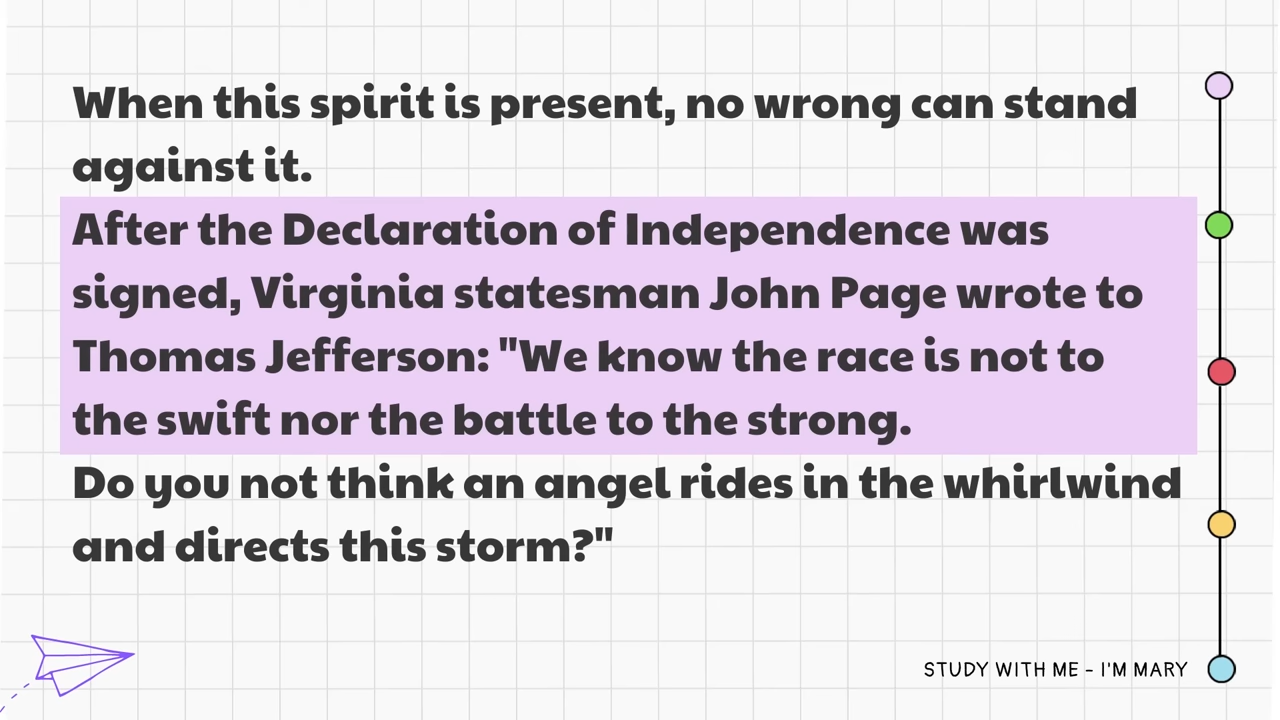 When this spirit is present, no wrong can stand
against it.
After the Declaration of Independence was
signed, Virginia statesman John Page wrote to
Thomas Jefferson: "We know the race is not to
the swift nor the battle to the strong.
Do you not think an angel rides in the whirlwind
and directs this storm?"
STUDY WITH ME - I'M MARY